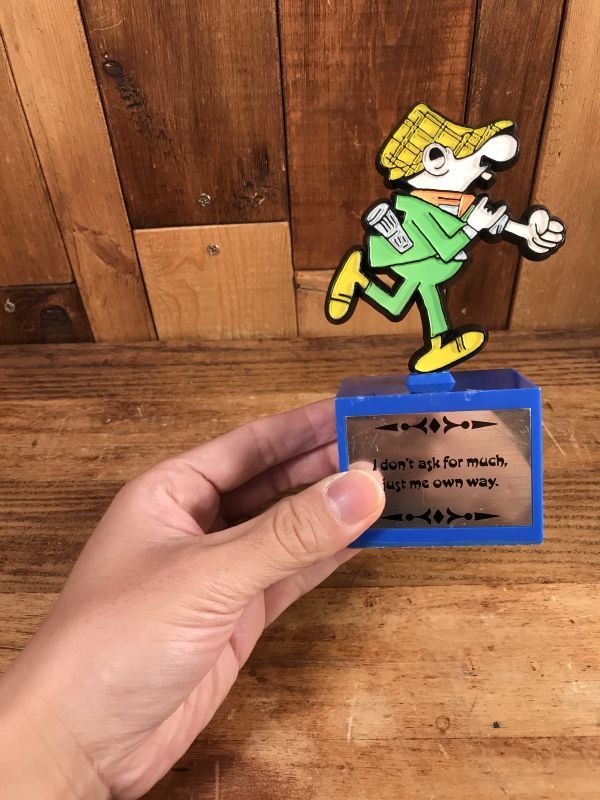 I don't ask for much,
just me own way.